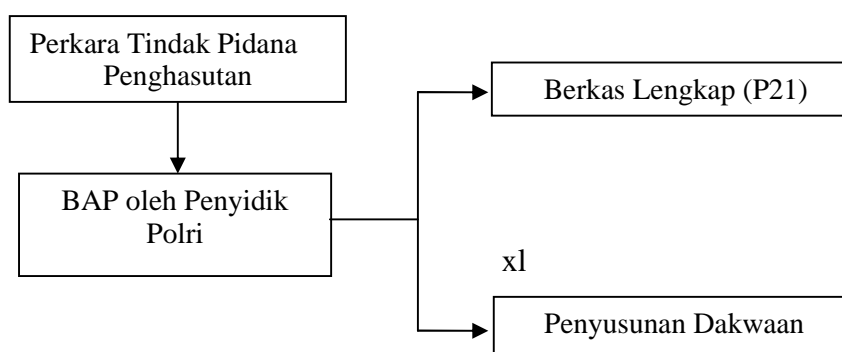 Perkara Tindak Pidana
Penghasutan
Berkas Lengkap (P21)
BAP oleh Penyidik
Polri
xl
Penyusunan Dakwaan